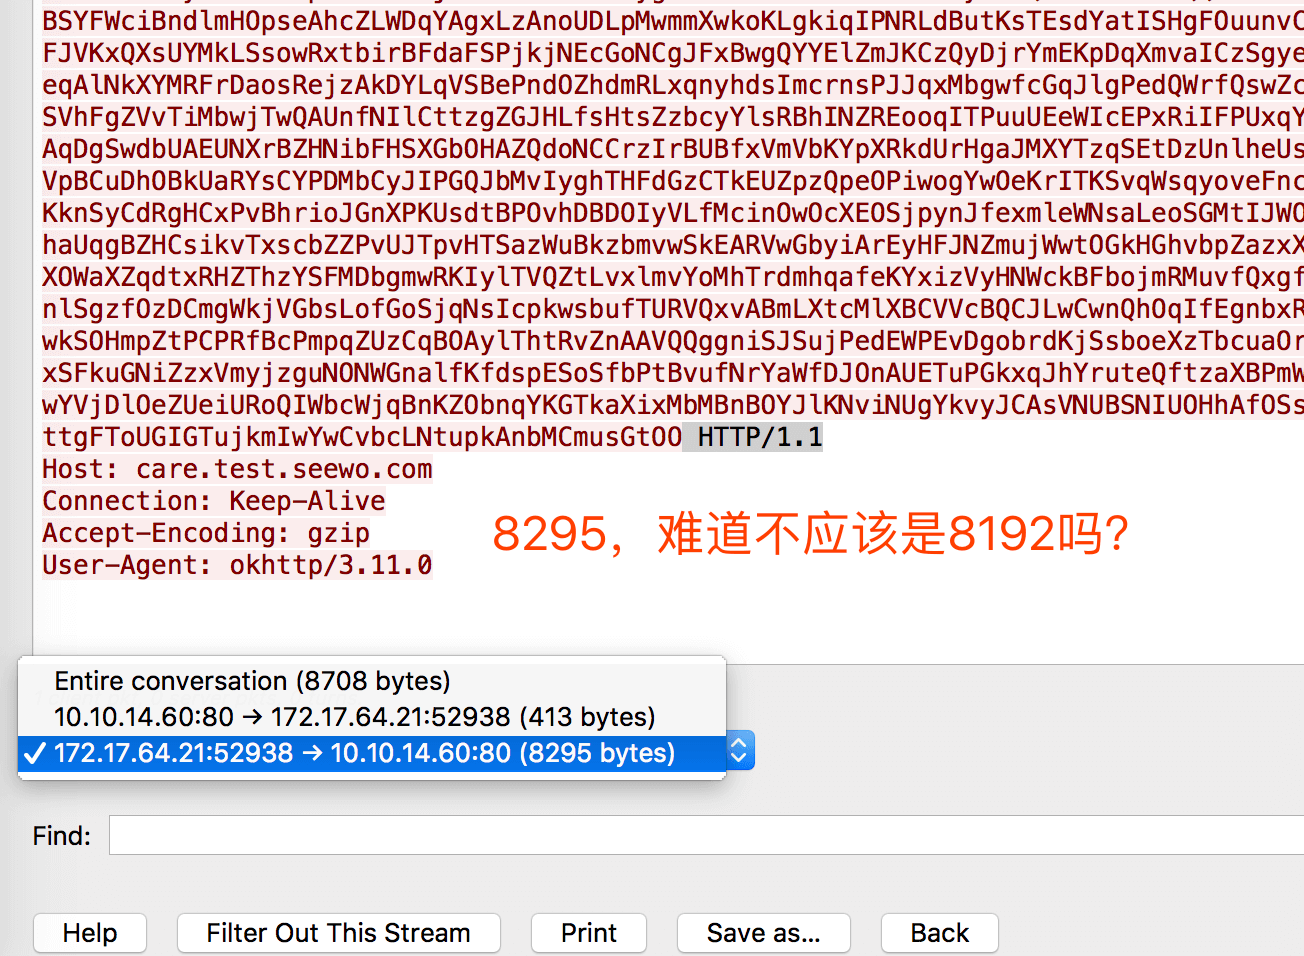 BSYFWciBndlmHOpseAhcZLWDqYAgxLzAnoUDLpMwmmXwkoKLgkiqIPNRLdButKsTEsdYatISHgFOuunvC
FJVKxQXsUYMkLSsowRxtbirBFdaFSPjkjNEcGoNCgJFxBwgQYYElZmJKCzQyDjrYmEKpDqXmvaICzSgye
eqAlNkXYMRFrDaosRejzAkDYLqVSBePndOZhdmRLxqnyhdsImcrnsPJJqxMbgwfcGqJlgPedQWrfQswZc
SVhFgZVvTiMbwjTwQAUnfNIlCttzgZGJHLfsHtsZzbcyYlsRBhINZREooqITPuuUEeWIcEPxRiIFPUxqY
AqDgSwdbUAEUNXrBZHNibFHSXGbOHAZQdoNCCrzIrBUBfxVmVbKYpXRkdUrHgaJMXYTzqSEtDzUnlheUs
VpBCuDhOBkUaRYsCYPDMbCyJIPGQJbMvIyghTHFdGzCTkEUZpzQpeOPiwogYwOeKrITKSvqWsqyoveFnc
KknSyCdRgHCxPvBhrioJGnXPKUsdtBPOvhDBDOIyVLfMcinOwOcXEOSjpynJfexmleWNsaLeoSGMtIJWO
haUqgBZHCsikvTxscbZZPvUJTpvHTSazWuBkzbmvwSkEARVwGbyiArEyHFJNZmujWwtOGkHGhvbpZazxX
XOWaXZqdtxRHZThzYSFMDbgmwRKIylTVQZtLvxlmvYoMhTrdmhqafeKYxizVyHNWckBFbojmRMuvfQxgf
nlSgzfOzDCmgWkjVGbsLofGoSjqNsIcpkwsbufTURVQxvABmLXtcMlXBCVVcBQCJLwCwnQhOqIfEgnbxR
wkSOHmpZtPCPRfBcPmpqZUzCqBOAylThtRvZnAAVQQggniSJSujPedEWPEvDgobrdKjSsboeXzTbcuaOr
xSFkuGNiZzxVmyjzguNONWGnalfKfdspESoSfbPtBvufNrYaWfDJOnAUETuPGkxqJhYruteQftzaXBPmW
wYVjDlOeZUeiURoQIWbcWjqBnKZObnqYKGTkaXixMbMBnBOYJlKNviNUgYkvyJCAsVNUBSNIUOHhAfOSs
ttgFToUGIGTujkmIwYwCvbcLNtupkAnbMCmusGtOO HTTP/1.1
Host: care.test.seewo.com
Connection: Keep-Alive
Accept-Encoding: gzip
User-Agent: okhttp/3.11.0
8295，难道不应该是8192吗?
Entire conversation (8708 bytes)
10.10.14.60:80 → 172.17.64.21:52938 (413 bytes)
✓ 172.17.64.21:52938 → 10.10.14.60:80 (8295 bytes)
Find:
Help Filter Out This Stream Print Save as... Back